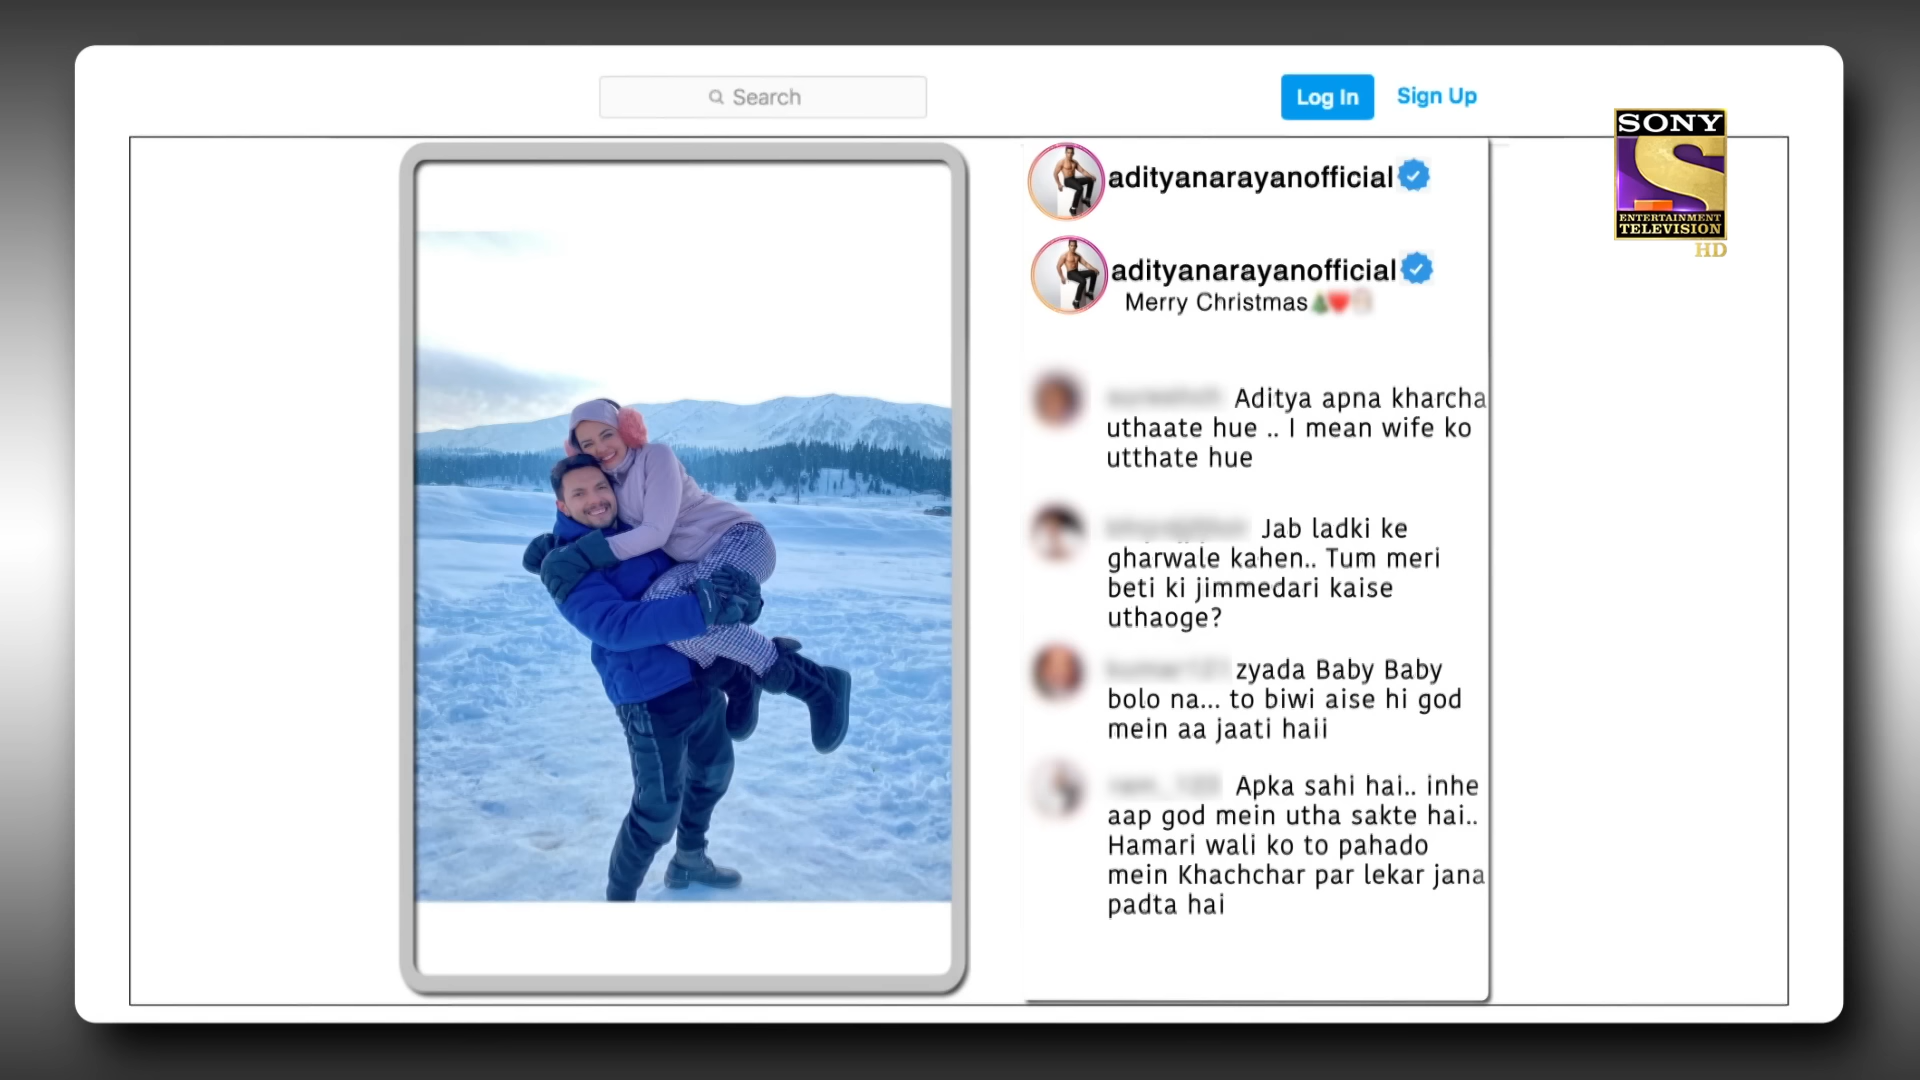 Search
Log In
Sign Up
SONY
ENTERTAINMENT
TELEVISION
HD
adityanarayanofficial
adityanarayanofficial
Merry Christmas🎄❤️
Aditya apna kharcha
uthaate hue .. I mean wife ko
utthate hue
Jab ladki ke
gharwale kahen.. Tum meri
beti ki jimmedari kaise
uthaoge?
zyada Baby Baby
bolo na... to biwi aise hi god
mein aa jaati haii
Apka sahi hai.. inhe
aap god mein utha sakte hai..
Hamari wali ko to pahado
mein Khachchar par lekar jana
padta hai